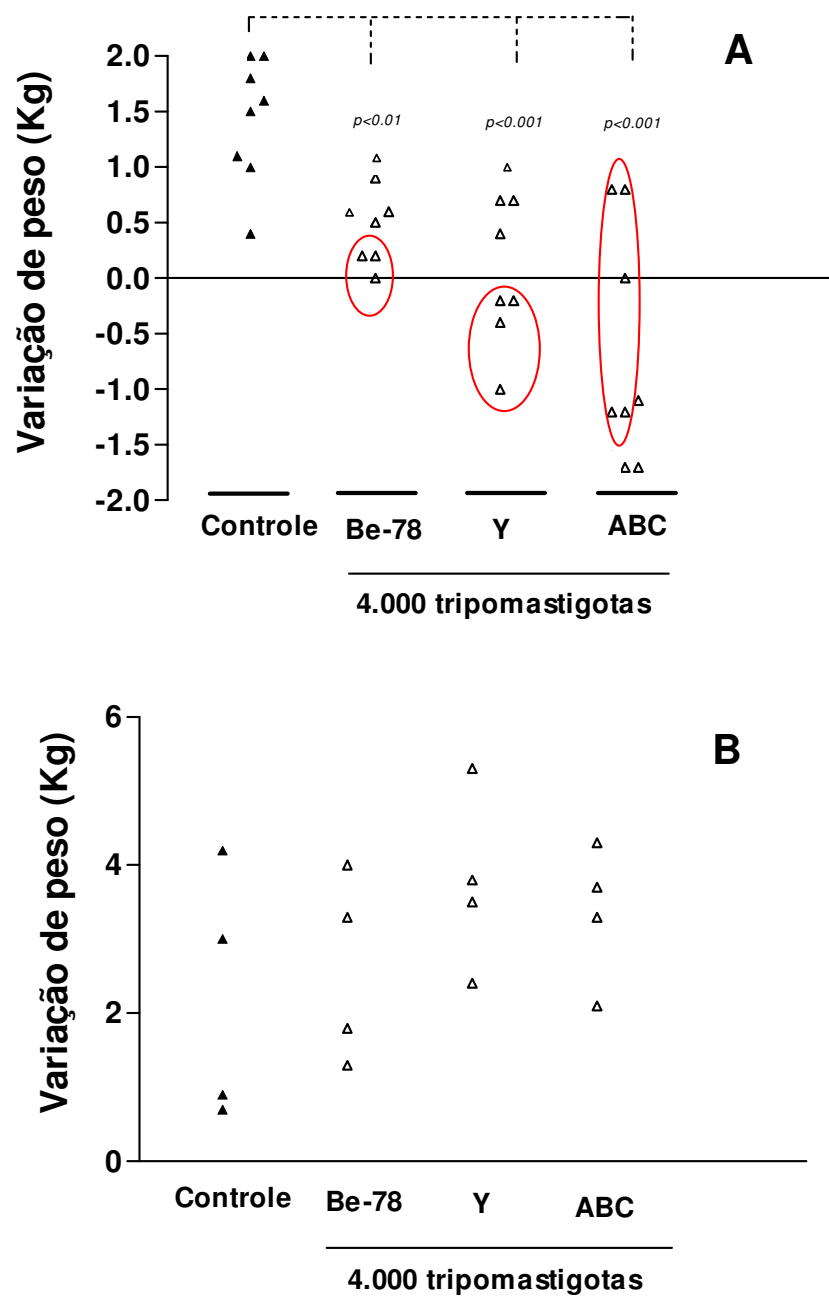 A
Variação de peso (Kg)
2.0
1.5
1.0
0.5
0.0
-0.5
-1.0
-1.5
-2.0
p<0.01
p<0.001
p<0.001
Controle
Be-78
Y
ABC
4.000 tripomastigotas
B
Variação de peso (Kg)
6
4
2
0
Controle
Be-78
Y
ABC
4.000 tripomastigotas